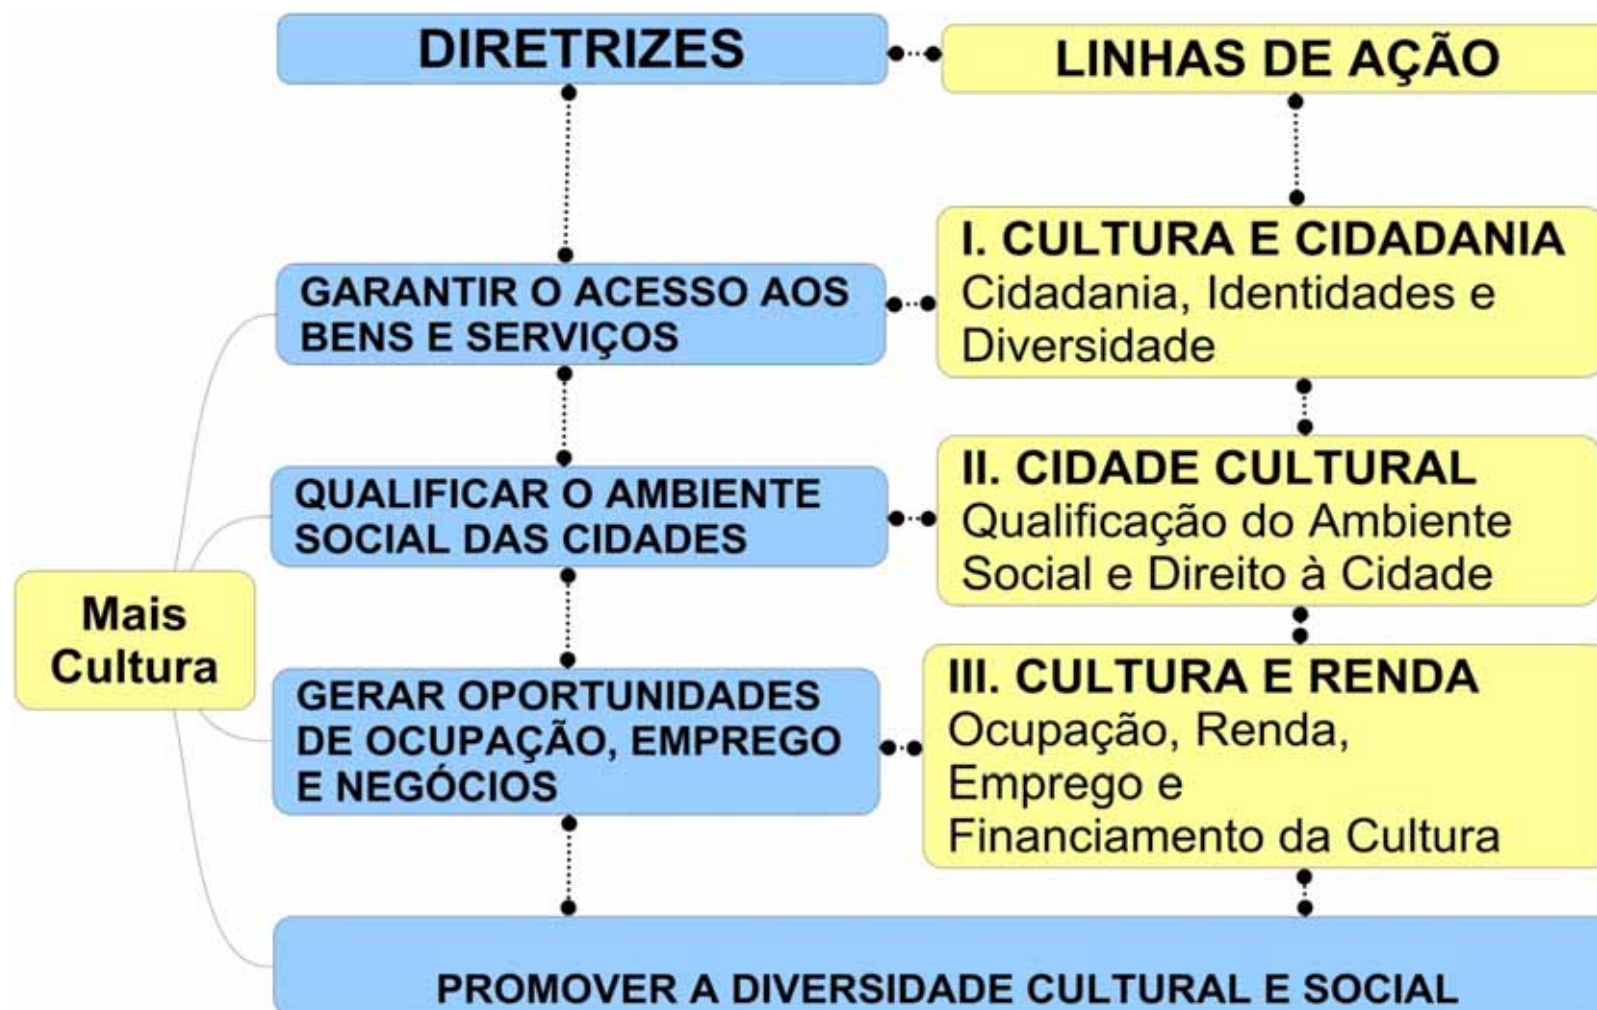 DIRETRIZES
LINHAS DE AÇÃO
GARANTIR O ACESSO AOS
BENS E SERVIÇOS
I. CULTURA E CIDADANIA
Cidadania, Identidades e
Diversidade
QUALIFICAR O AMBIENTE
SOCIAL DAS CIDADES
II. CIDADE CULTURAL
Qualificação do Ambiente
Social e Direito à Cidade
Mais
Cultura
GERAR OPORTUNIDADES
DE OCUPAÇÃO, EMPREGO
E NEGÓCIOS
III. CULTURA E RENDA
Ocupação, Renda,
Emprego e
Financiamento da Cultura
PROMOVER A DIVERSIDADE CULTURAL E SOCIAL